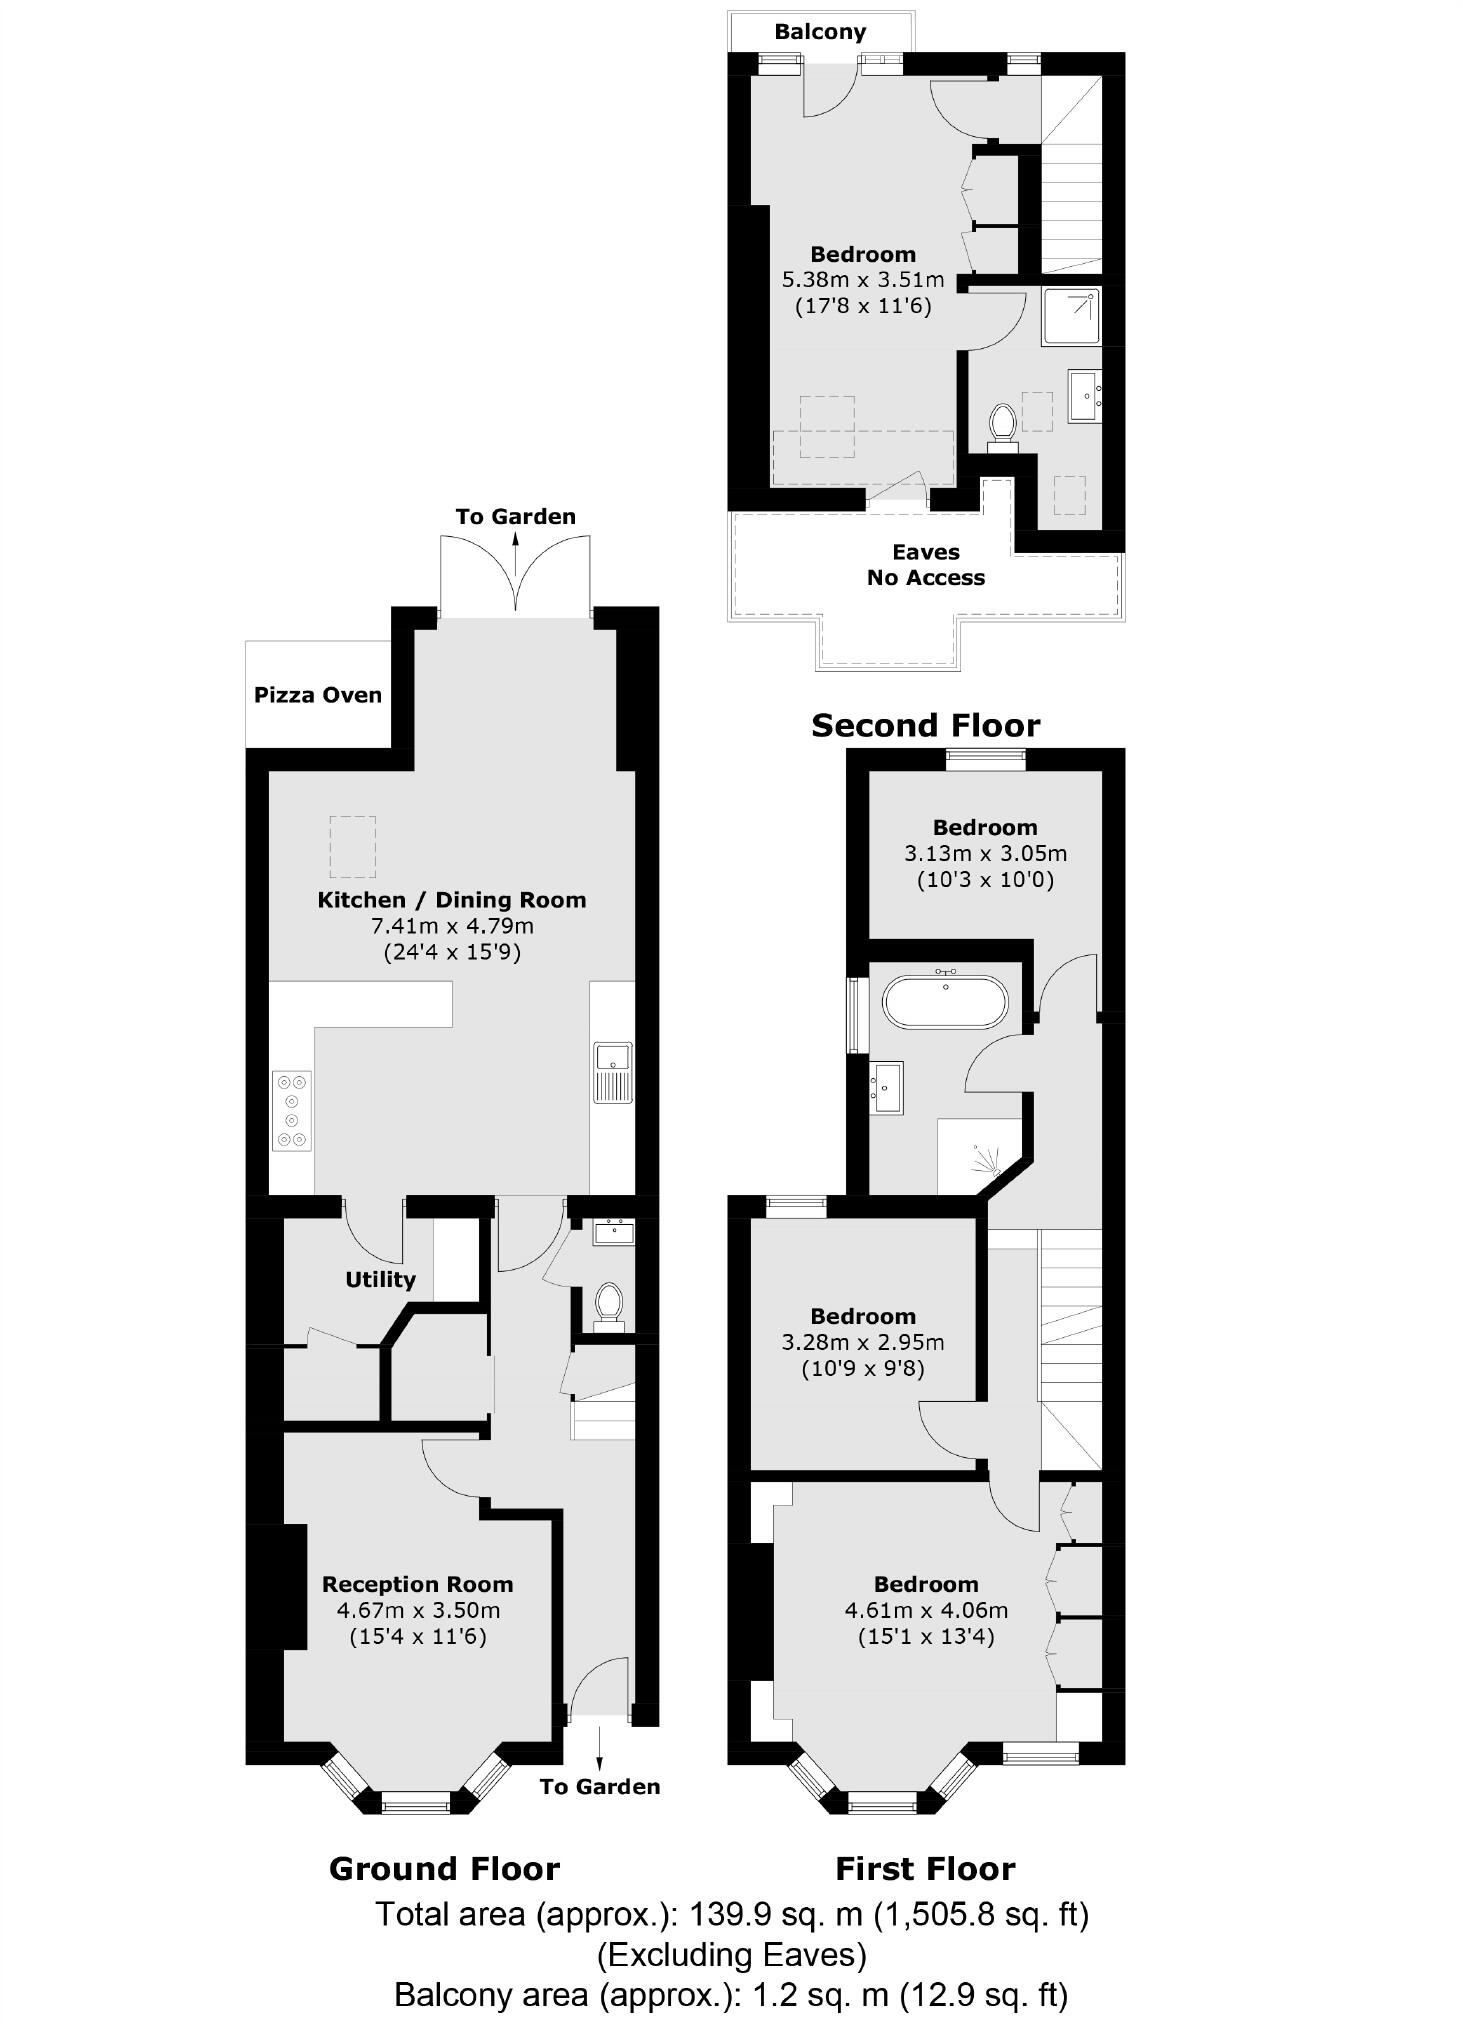 Balcony
Bedroom
5.38m x 3.51m
(17'8 x 11'6)
Eaves
No Access
Second Floor
To Garden
Pizza Oven
Kitchen / Dining Room
7.41m x 4.79m
(24'4 x 15'9)
Utility
Reception Room
4.67m x 3.50m
(15'4 x 11'6)
To Garden
Ground Floor
Bedroom
3.13m x 3.05m
(10'3 x 10'0)
Bedroom
3.28m x 2.95m
(10'9 x 9'8)
Bedroom
4.61m x 4.06m
(15'1 x 13'4)
First Floor
Total area (approx.): 139.9 sq. m (1,505.8 sq. ft)
(Excluding Eaves)
Balcony area (approx.): 1.2 sq. m (12.9 sq. ft)